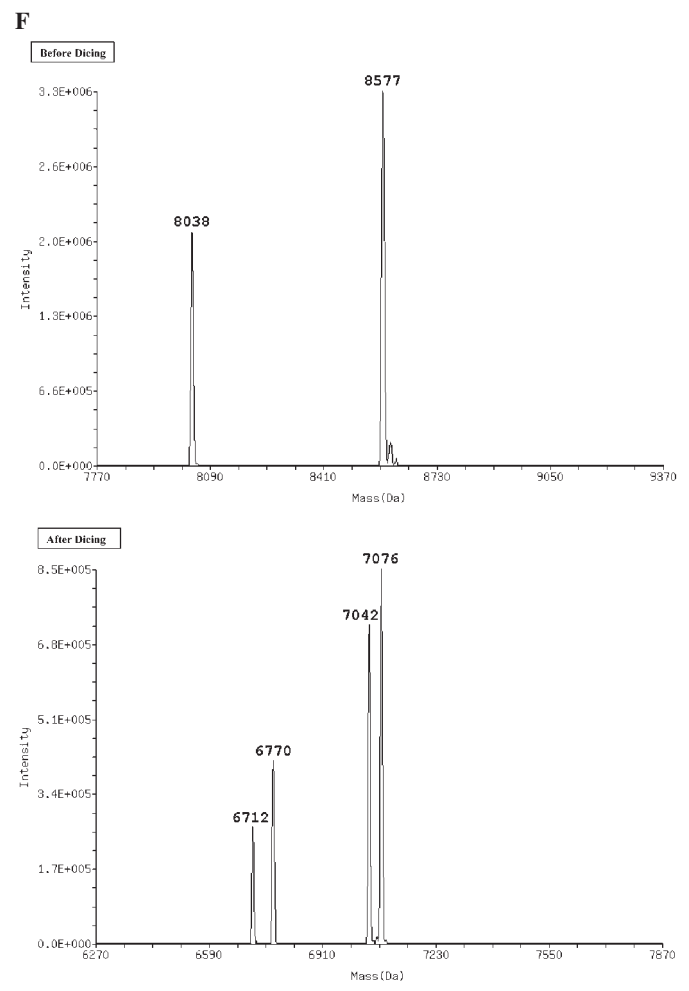 F
Before Dicing
8577
3.3E+006
2.6E+006
8038
2.0E+006
Intensity
1.3E+006
6.6E+005
0.0E+000
7770 8090 8410 8730 9050 9370
Mass(Da)
After Dicing
7076
8.5E+005
7042
6.8E+005
5.1E+005
6770
Intensity
3.4E+005
6712
1.7E+005
0.0E+000
6270 6590 6910 7230 7550 7870
Mass(Da)